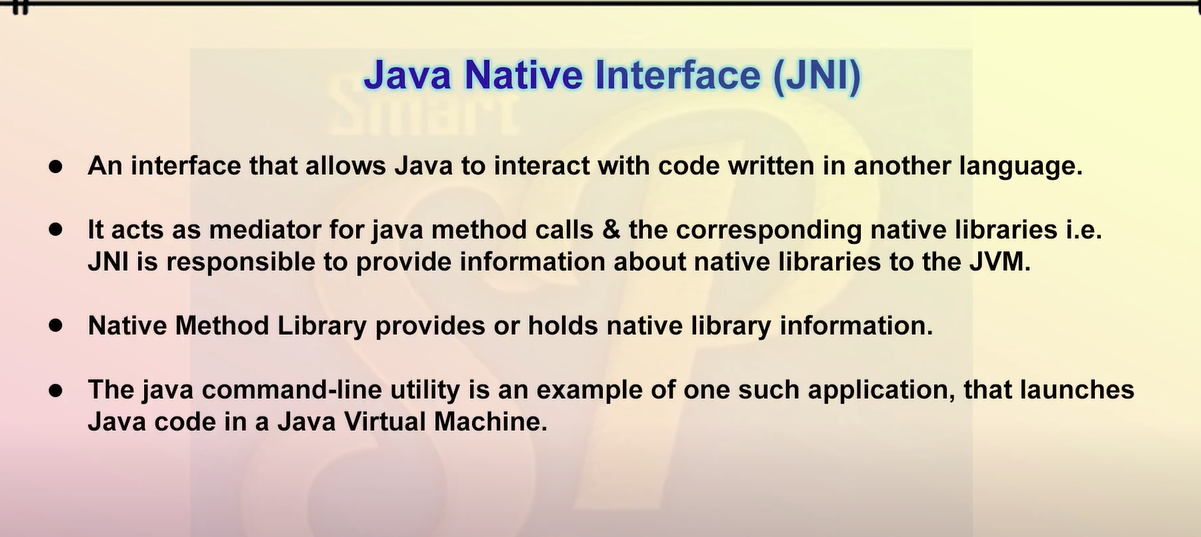 Java Native Interface (JNI)
Smart
● An interface that allows Java to interact with code written in another language.
● It acts as mediator for java method calls & the corresponding native libraries i.e.
JNI is responsible to provide information about native libraries to the JVM.
● Native Method Library provides or holds native library information.
● The java command-line utility is an example of one such application, that launches
Java code in a Java Virtual Machine.
SP